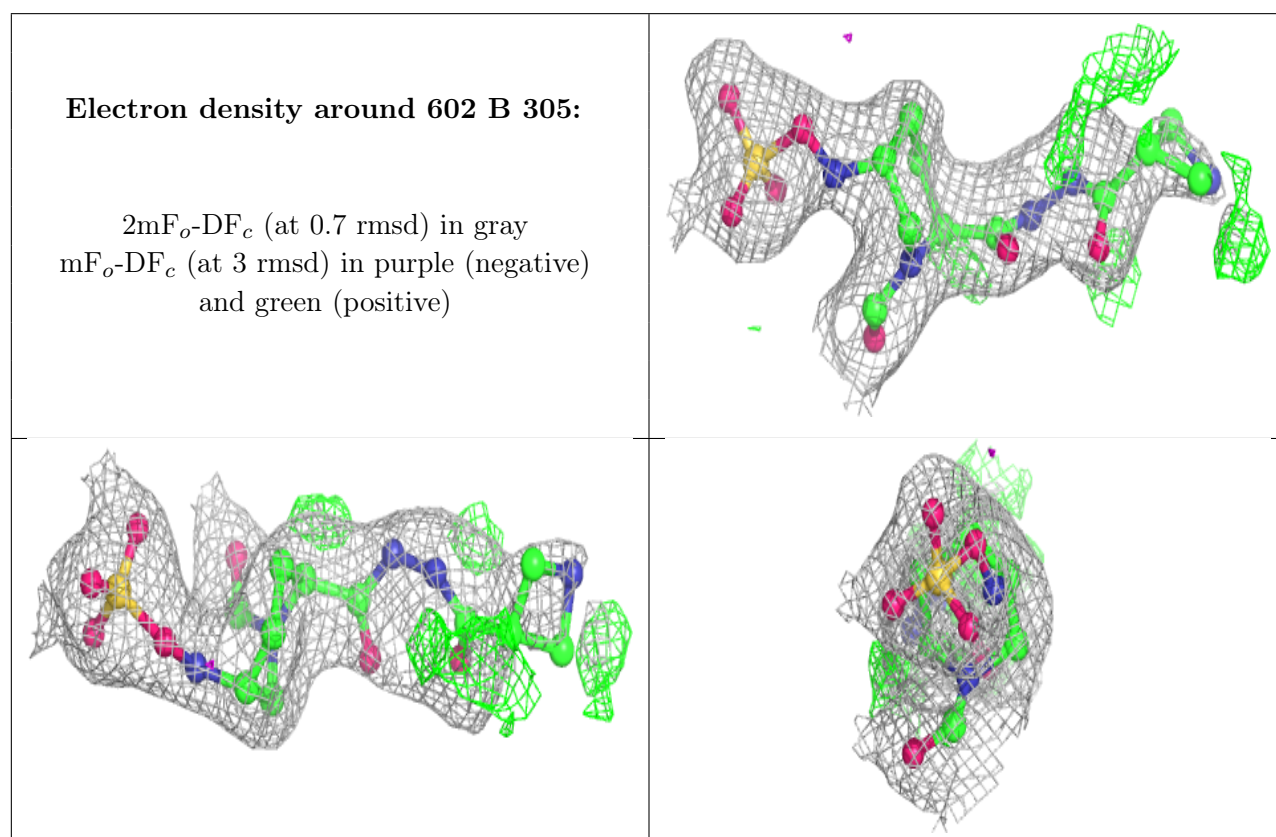 Electron density around 602 B 305:
2mFₒ-DF𝒸 (at 0.7 rmsd) in gray
mFₒ-DF𝒸 (at 3 rmsd) in purple (negative)
and green (positive)